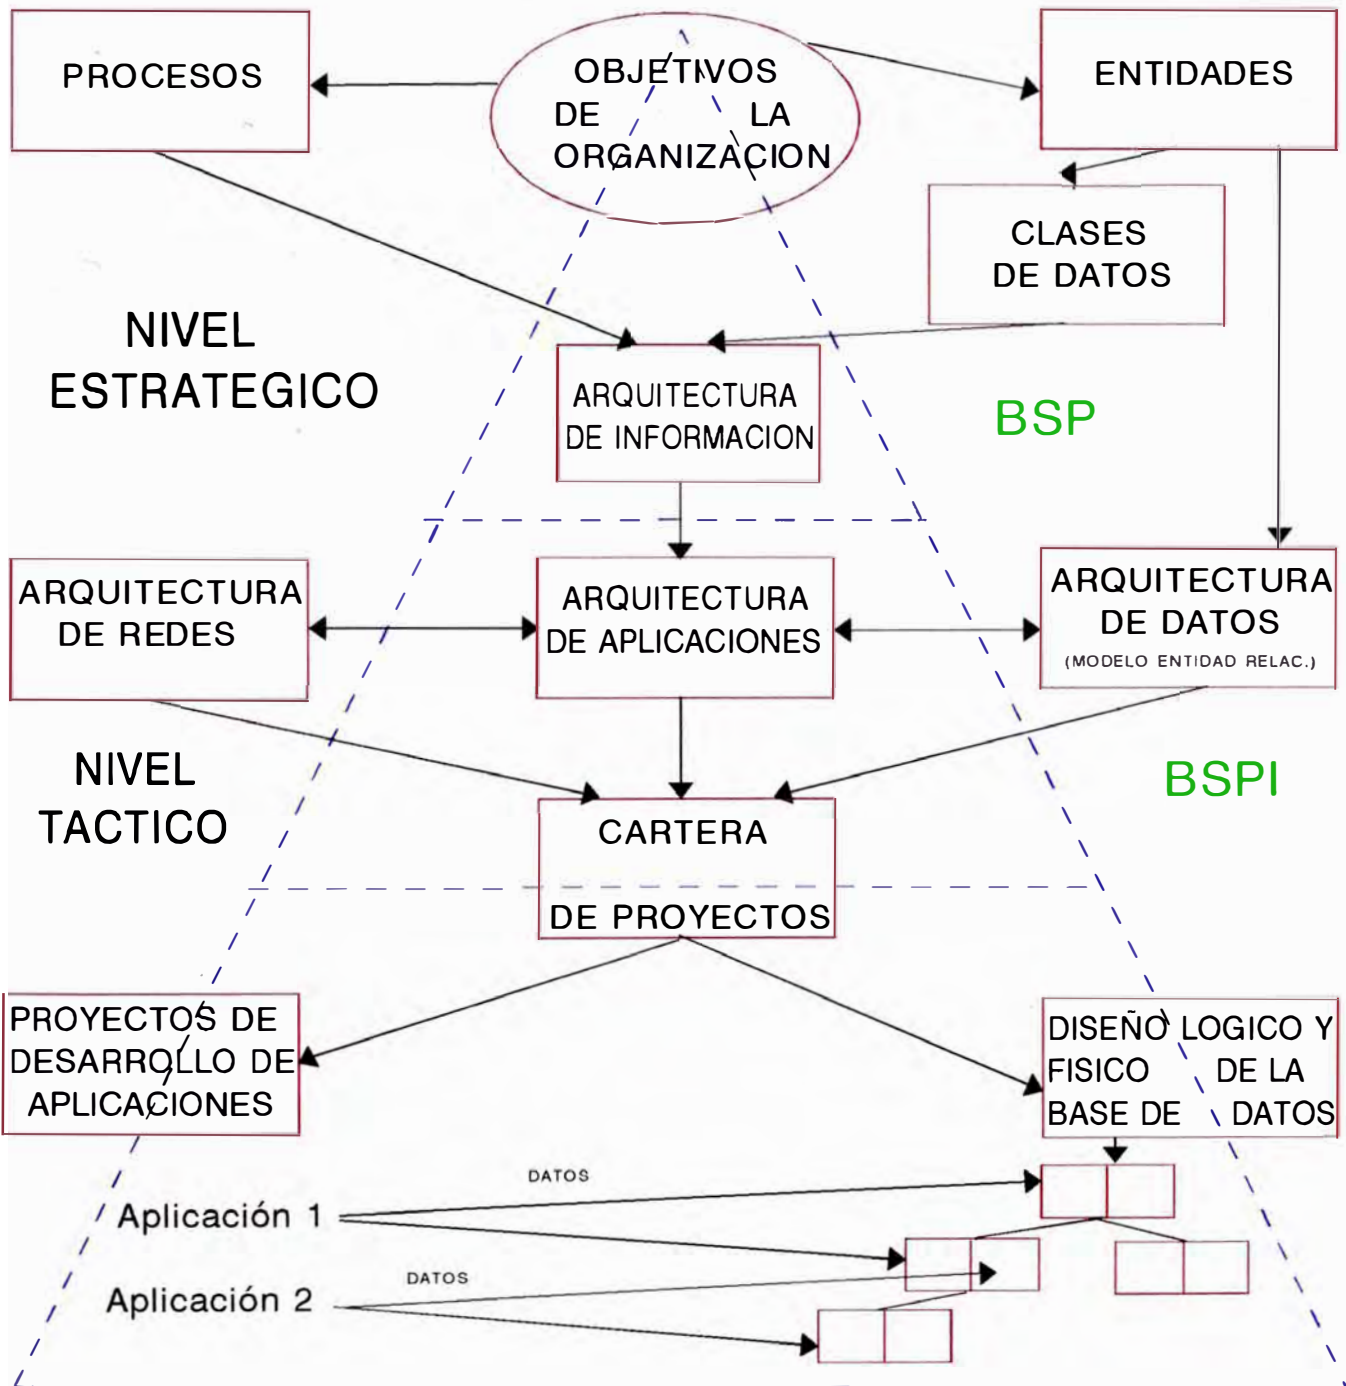 PROCESOS
OBJETIVOS
DE LA
ORGANIZACION
ENTIDADES
CLASES
DE DATOS
NIVEL
ESTRATEGICO
ARQUITECTURA
DE INFORMACION
BSP
ARQUITECTURA
DE REDES
ARQUITECTURA
DE APLICACIONES
ARQUITECTURA
DE DATOS
(MODELO ENTIDAD RELAC.)
NIVEL
TACTICO
BSPI
CARTERA
DE PROYECTOS
PROYECTOS DE
DESARROLLO DE
APLICACIONES
DISEÑO LOGICO Y
FISICO DE LA
BASE DE DATOS
DATOS
Aplicación 1
DATOS
Aplicación 2